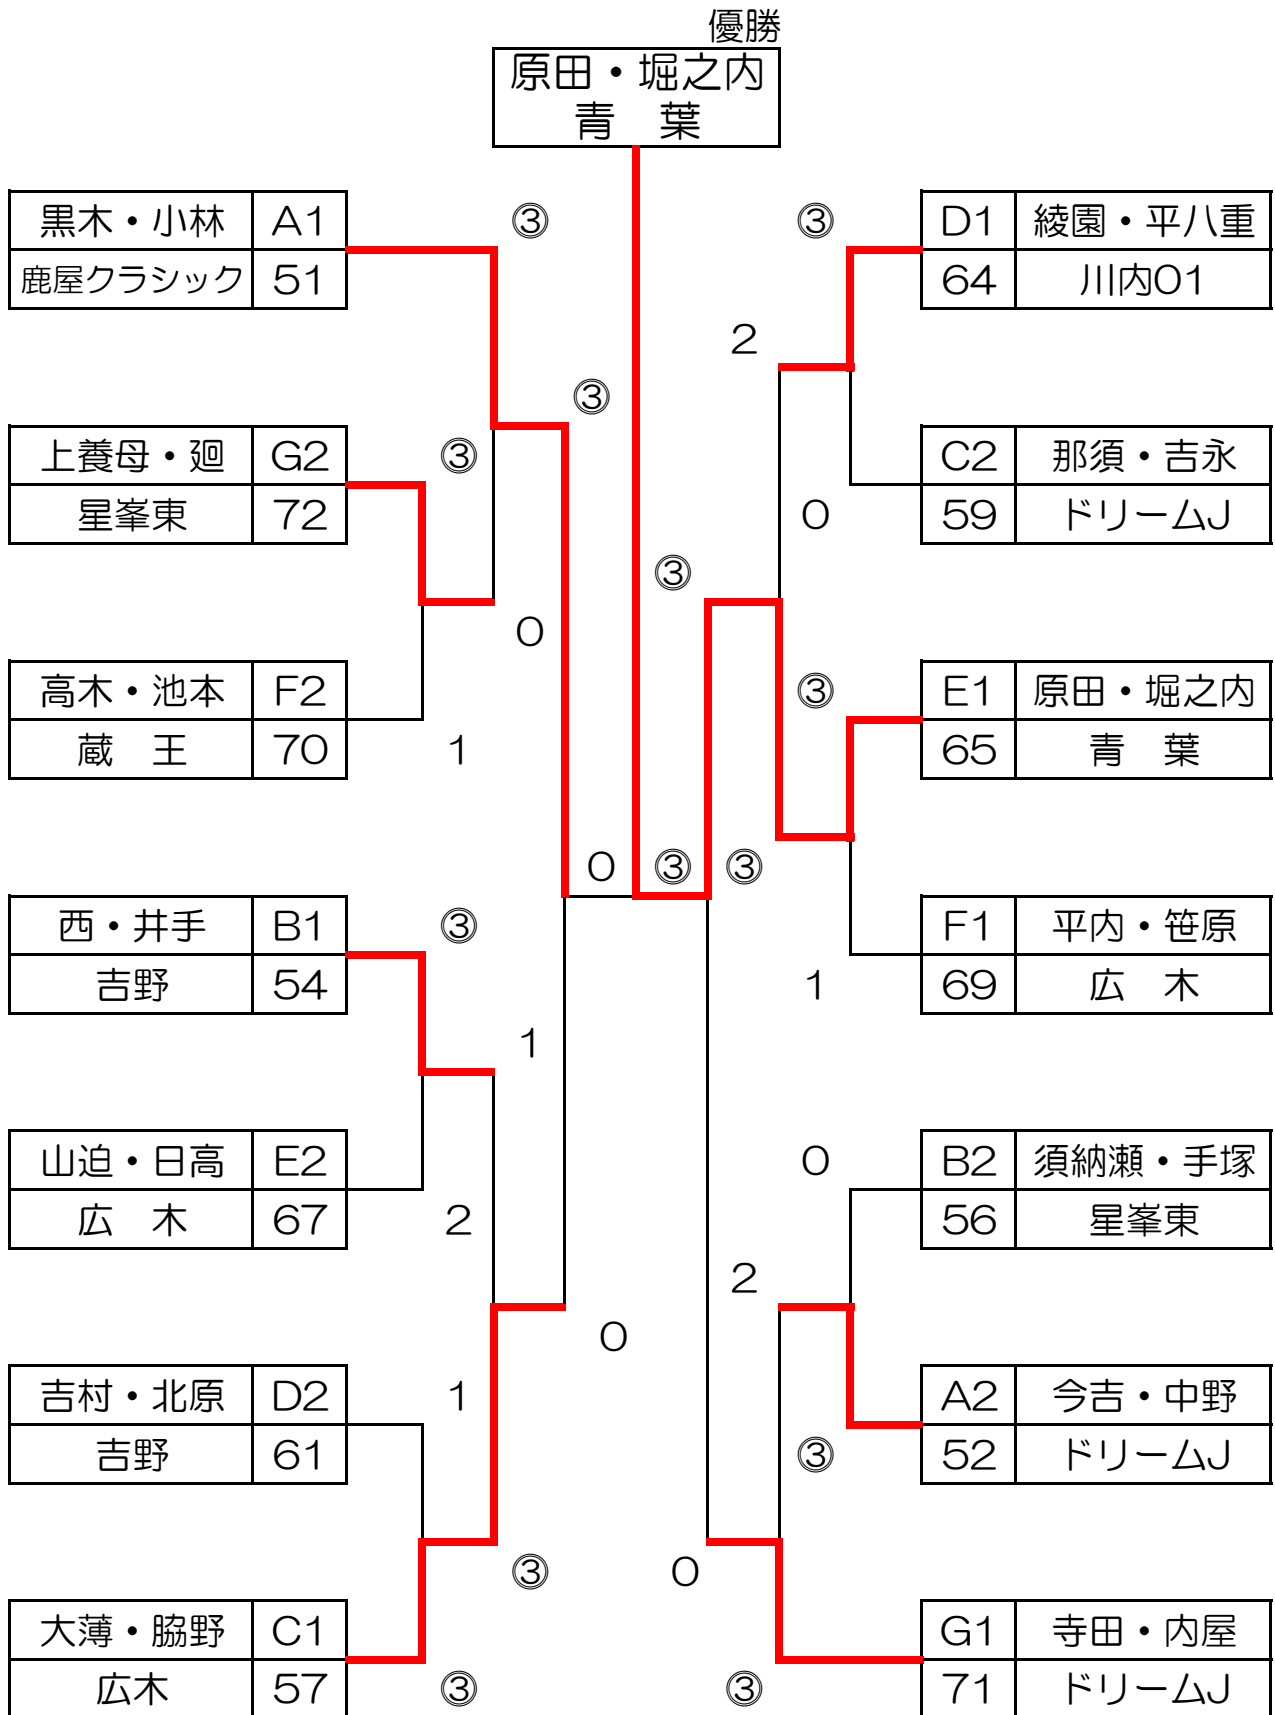 優勝
原田・堀之内
青　葉
黒木・小林 A1 ③ ③ D1 綾園・平八重
鹿屋クラシック 51 64 川内O1
2
③
上養母・廻 G2 ③ C2 那須・吉永
星峯東 72 0 59 ドリームJ
③
0
高木・池本 F2 ③ E1 原田・堀之内
蔵　王 70 1 65 青　葉
0 ③ ③
西・井手 B1 ③ F1 平内・笹原
吉野 54 1 69 広　木
1
山迫・日高 E2 0 B2 須納瀬・手塚
広　木 67 2 56 星峯東
2
0
吉村・北原 D2 1 A2 今吉・中野
吉野 61 ③ 52 ドリームJ
③ 0
大薄・脇野 C1 G1 寺田・内屋
広木 57 ③ ③ 71 ドリームJ